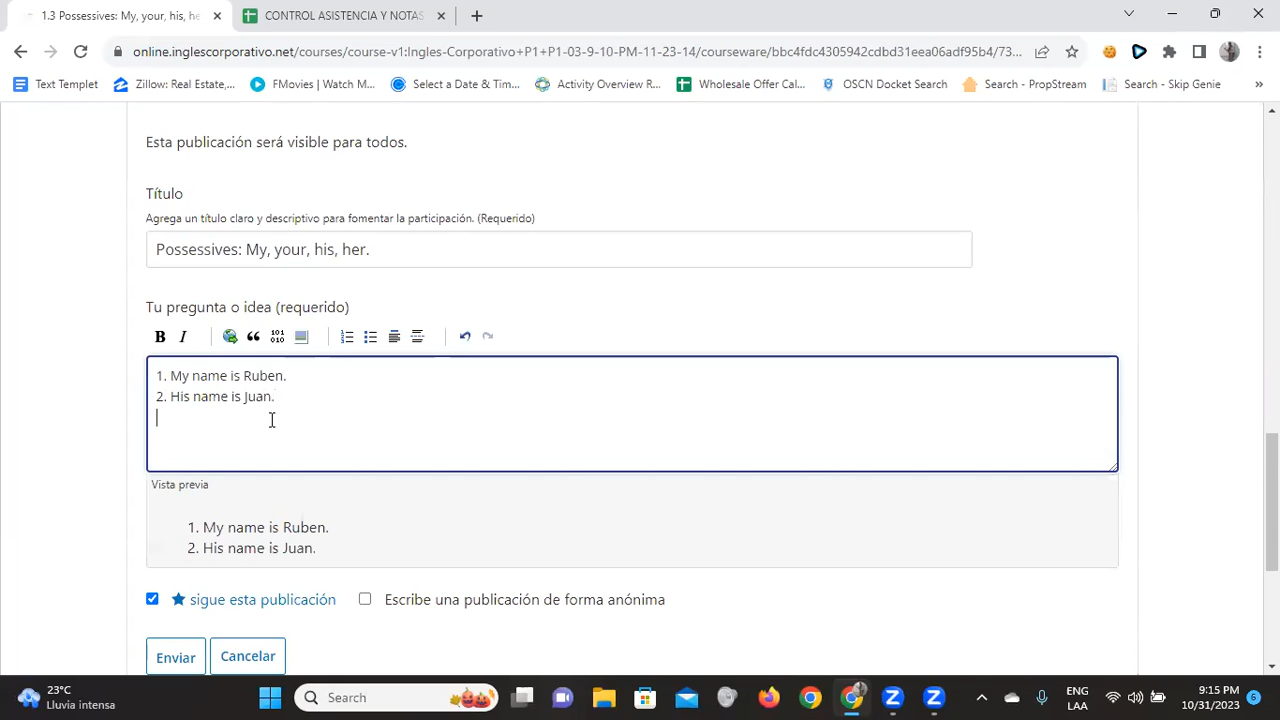 1.3 Possessives: My, your, his, he
CONTROL ASISTENCIA Y NOTAS
online.inglescorporativo.net/courses/course-v1:Ingles-Corporativo+P1+P1-03-9-10-PM-11-23-14/courseware/bbc4fdc4305942cdbd31eea06adf95b4/73...
Text Templet
Zillow: Real Estate,...
FMovies | Watch M...
Select a Date & Tim...
Activity Overview R...
Wholesale Offer Cal...
OSCN Docket Search
Search - PropStream
Search - Skip Genie
»
Esta publicación será visible para todos.
Título
Agrega un título claro y descriptivo para fomentar la participación. (Requerido)
Possessives: My, your, his, her.
Tu pregunta o idea (requerido)
B I
1. My name is Ruben.
2. His name is Juan.
Vista previa
1. My name is Ruben.
2. His name is Juan.
sigue esta publicación
Escribe una publicación de forma anónima
Enviar
Cancelar
23°C
Lluvia intensa
Search
ENG
LAA
9:15 PM
10/31/2023
6